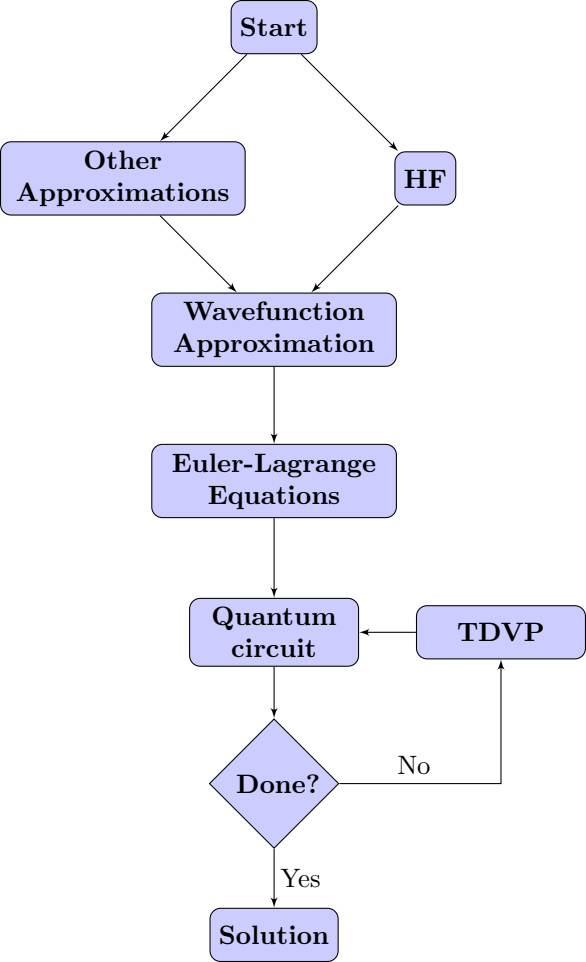 Start
Other
Approximations
HF
Wavefunction
Approximation
Euler-Lagrange
Equations
Quantum
circuit
TDVP
Done?
No
Yes
Solution